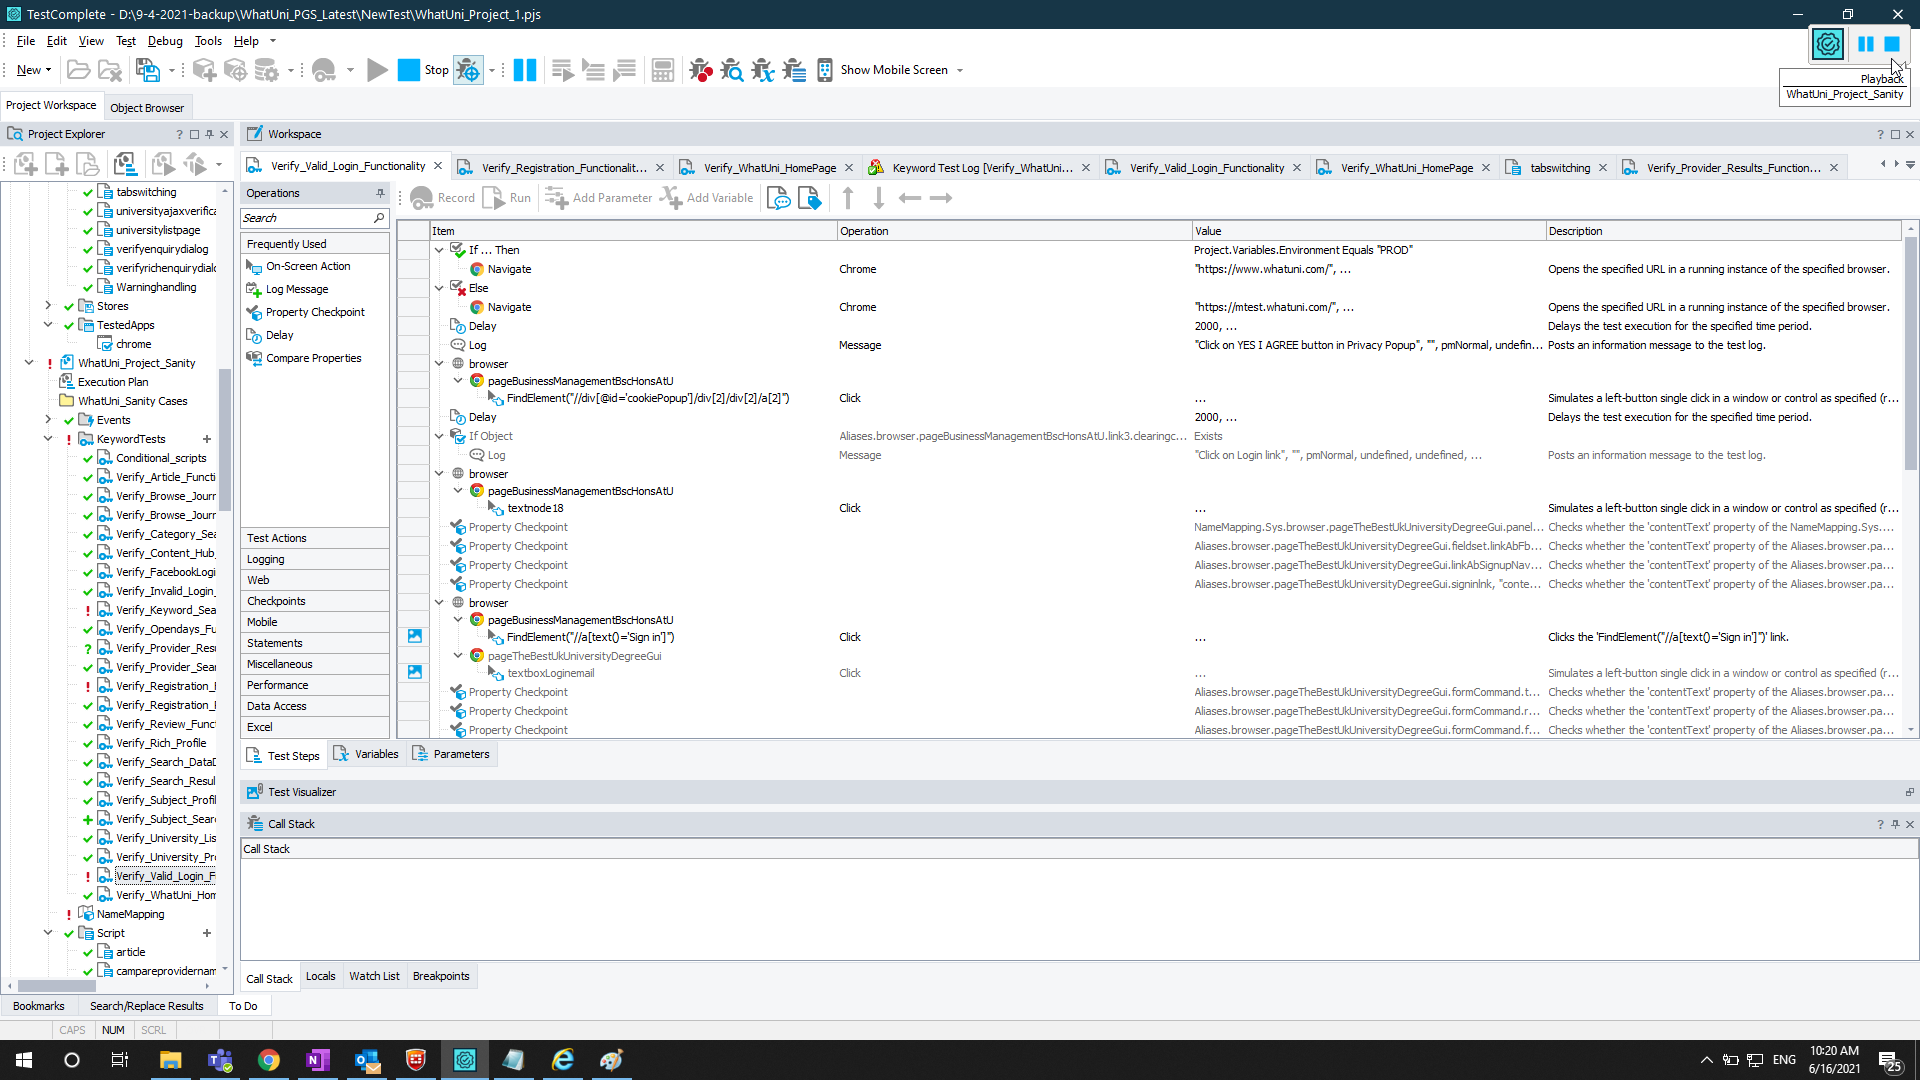 TestComplete - D:\9-4-2021-backup\WhatUni_PGS_Latest\NewTest\WhatUni_Project_1.pjs
File Edit View Test Debug Tools Help
New Stop Show Mobile Screen
Playback
WhatUni_Project_Sanity
Project Workspace Object Browser
Project Explorer
Workspace
Verify_Valid_Login_Functionality Verify_Registration_Functionalit... Verify_WhatUni_HomePage Keyword Test Log [Verify_WhatUni... Verify_Valid_Login_Functionality Verify_WhatUni_HomePage tabswitching Verify_Provider_Results_Function...
tabswitching
universityajaxverifica
universitylistpage
verifyenquirydialog
verifyrichenquirydialo
Warninghandling
Stores
TestedApps
chrome
WhatUni_Project_Sanity
Execution Plan
WhatUni_Sanity Cases
Events
KeywordTests
Conditional_scripts
Verify_Article_Functi
Verify_Browse_Journ
Verify_Browse_Journ
Verify_Category_Sea
Verify_Content_Hub_
Verify_FacebookLogi
Verify_Invalid_Login_
Verify_Keyword_Sea
Verify_Opendays_Fu
Verify_Provider_Resu
Verify_Provider_Sear
Verify_Registration_F
Verify_Registration_F
Verify_Review_Funct
Verify_Rich_Profile
Verify_Search_DataD
Verify_Search_Resul
Verify_Subject_Profil
Verify_Subject_Sear
Verify_University_Lis
Verify_University_Pro
Verify_Valid_Login_F
Verify_WhatUni_Hom
NameMapping
Script
article
campareprovidernam
Bookmarks Search/Replace Results To Do
Operations
Search
Frequently Used
On-Screen Action
Log Message
Property Checkpoint
Delay
Compare Properties
Test Actions
Logging
Web
Checkpoints
Mobile
Statements
Miscellaneous
Performance
Data Access
Excel
Record Run Add Parameter Add Variable
Item Operation Value Description
If ... Then Project.Variables.Environment Equals "PROD"
Navigate Chrome "https://www.whatuni.com/", ... Opens the specified URL in a running instance of the specified browser.
Else
Navigate Chrome "https://mtest.whatuni.com/", ... Opens the specified URL in a running instance of the specified browser.
Delay 2000, ... Delays the test execution for the specified time period.
Log Message "Click on YES I AGREE button in Privacy Popup", "", pmNormal, undefin... Posts an information message to the test log.
browser
pageBusinessManagementBscHonsAtU
FindElement("//div[@id='cookiePopup']/div[2]/div[2]/a[2]") Click ... Simulates a left-button single click in a window or control as specified (r...
Delay 2000, ... Delays the test execution for the specified time period.
If Object Aliases.browser.pageBusinessManagementBscHonsAtU.link3.clearingc... Exists
Log Message "Click on Login link", "", pmNormal, undefined, undefined, ... Posts an information message to the test log.
browser
pageBusinessManagementBscHonsAtU
textnode18 Click ... Simulates a left-button single click in a window or control as specified (r...
Property Checkpoint NameMapping.Sys.browser.pageTheBestUkUniversityDegreeGui.panel... Checks whether the 'contentText' property of the NameMapping.Sys....
Property Checkpoint Aliases.browser.pageTheBestUkUniversityDegreeGui.fieldset.linkAbFb... Checks whether the 'contentText' property of the Aliases.browser.pa...
Property Checkpoint Aliases.browser.pageTheBestUkUniversityDegreeGui.linkAbSignupNav... Checks whether the 'contentText' property of the Aliases.browser.pa...
Property Checkpoint Aliases.browser.pageTheBestUkUniversityDegreeGui.signinlnk, "conte... Checks whether the 'contentText' property of the Aliases.browser.pa...
browser
pageBusinessManagementBscHonsAtU
FindElement("//a[text()='Sign in']") Click ... Clicks the 'FindElement("//a[text()='Sign in']")' link.
pageTheBestUkUniversityDegreeGui
textboxLoginemail Click ... Simulates a left-button single click in a window or control as specified (r...
Property Checkpoint Aliases.browser.pageTheBestUkUniversityDegreeGui.formCommand.t... Checks whether the 'contentText' property of the Aliases.browser.pa...
Property Checkpoint Aliases.browser.pageTheBestUkUniversityDegreeGui.formCommand.r... Checks whether the 'contentText' property of the Aliases.browser.pa...
Property Checkpoint Aliases.browser.pageTheBestUkUniversityDegreeGui.formCommand.f... Checks whether the 'contentText' property of the Aliases.browser.pa...
Test Steps Variables Parameters
Test Visualizer
Call Stack
Call Stack
Call Stack Locals Watch List Breakpoints
CAPS NUM SCRL
ENG
10:20 AM
6/16/2021
25